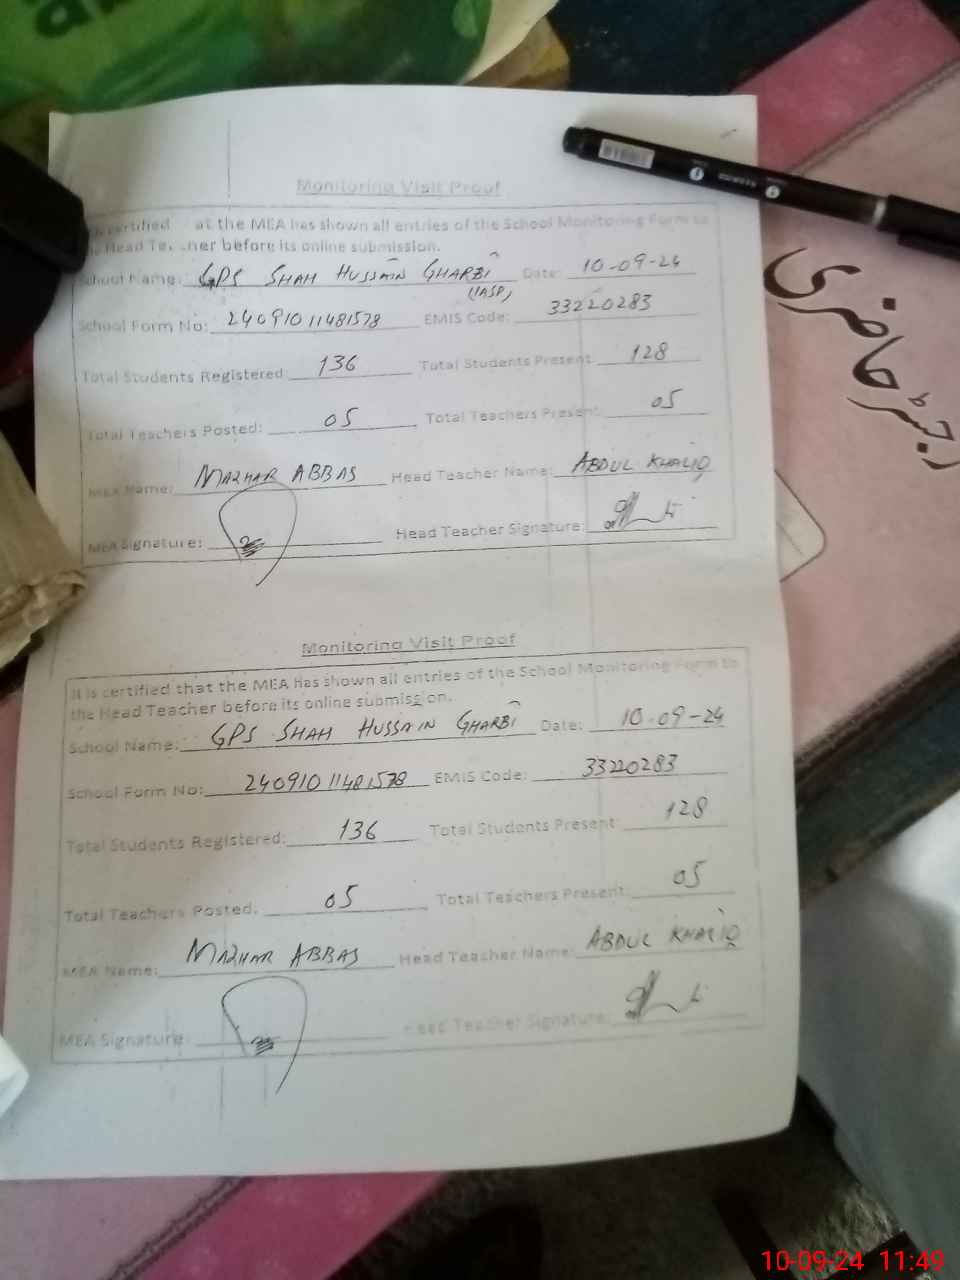 Monitoring Visit Proof
certified at the MEA has shown all entries of the School Monitoring Form to
Head Teacher before its online submission.
School Name: GPS SHAH HUSSAIN GHARBI Date: 10-09-24
(IASP)
School Form No: 240910 11481578 EMIS Code: 33220283
Total Students Registered: 136 Total Students Present: 128
Total Teachers Posted: 05 Total Teachers Present: 05
MEA Name: MAZHAR ABBAS Head Teacher Name: ABDUL KHALIQ
MEA Signature: Head Teacher Signature:
Monitoring Visit Proof
It is certified that the MEA has shown all entries of the School Monitoring Form to
the Head Teacher before its online submission.
School Name: GPS SHAH HUSSAIN GHARBI Date: 10-09-24
School Form No: 240910 11481578 EMIS Code: 33220283
Total Students Registered: 136 Total Students Present: 128
Total Teachers Posted: 05 Total Teachers Present: 05
MEA Name: MAZHAR ABBAS Head Teacher Name: ABDUL KHALIQ
MEA Signature: Head Teacher Signature:
رجسٹر حاضری
10-09-24 11:49